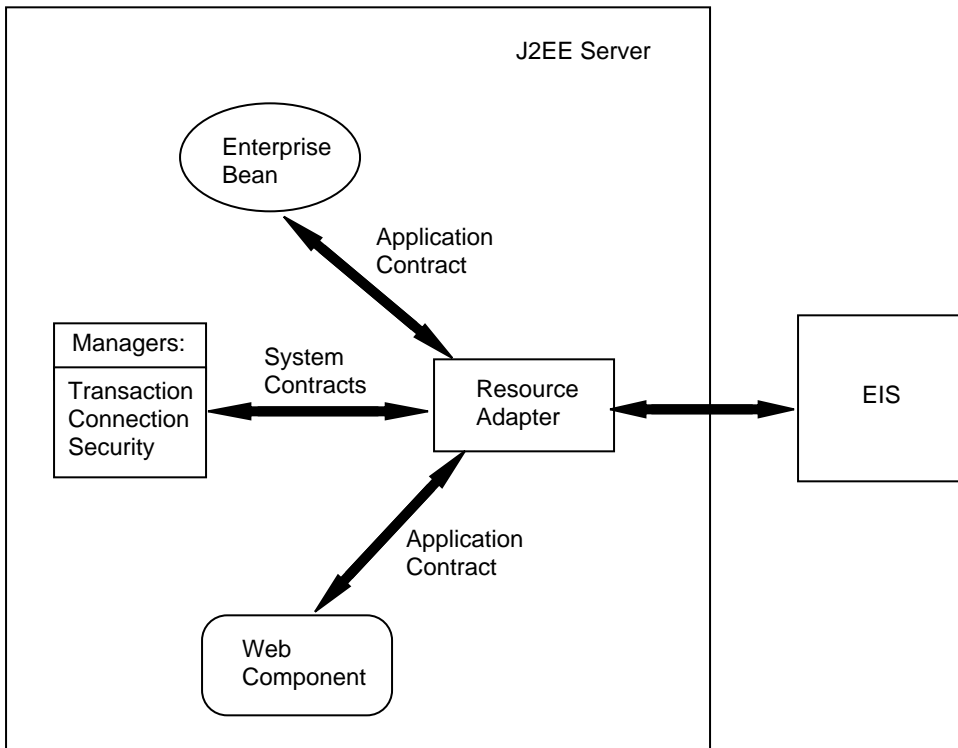 J2EE Server
Enterprise
Bean
Application
Contract
Managers:
Transaction
Connection
Security
System
Contracts
Resource
Adapter
EIS
Application
Contract
Web
Component